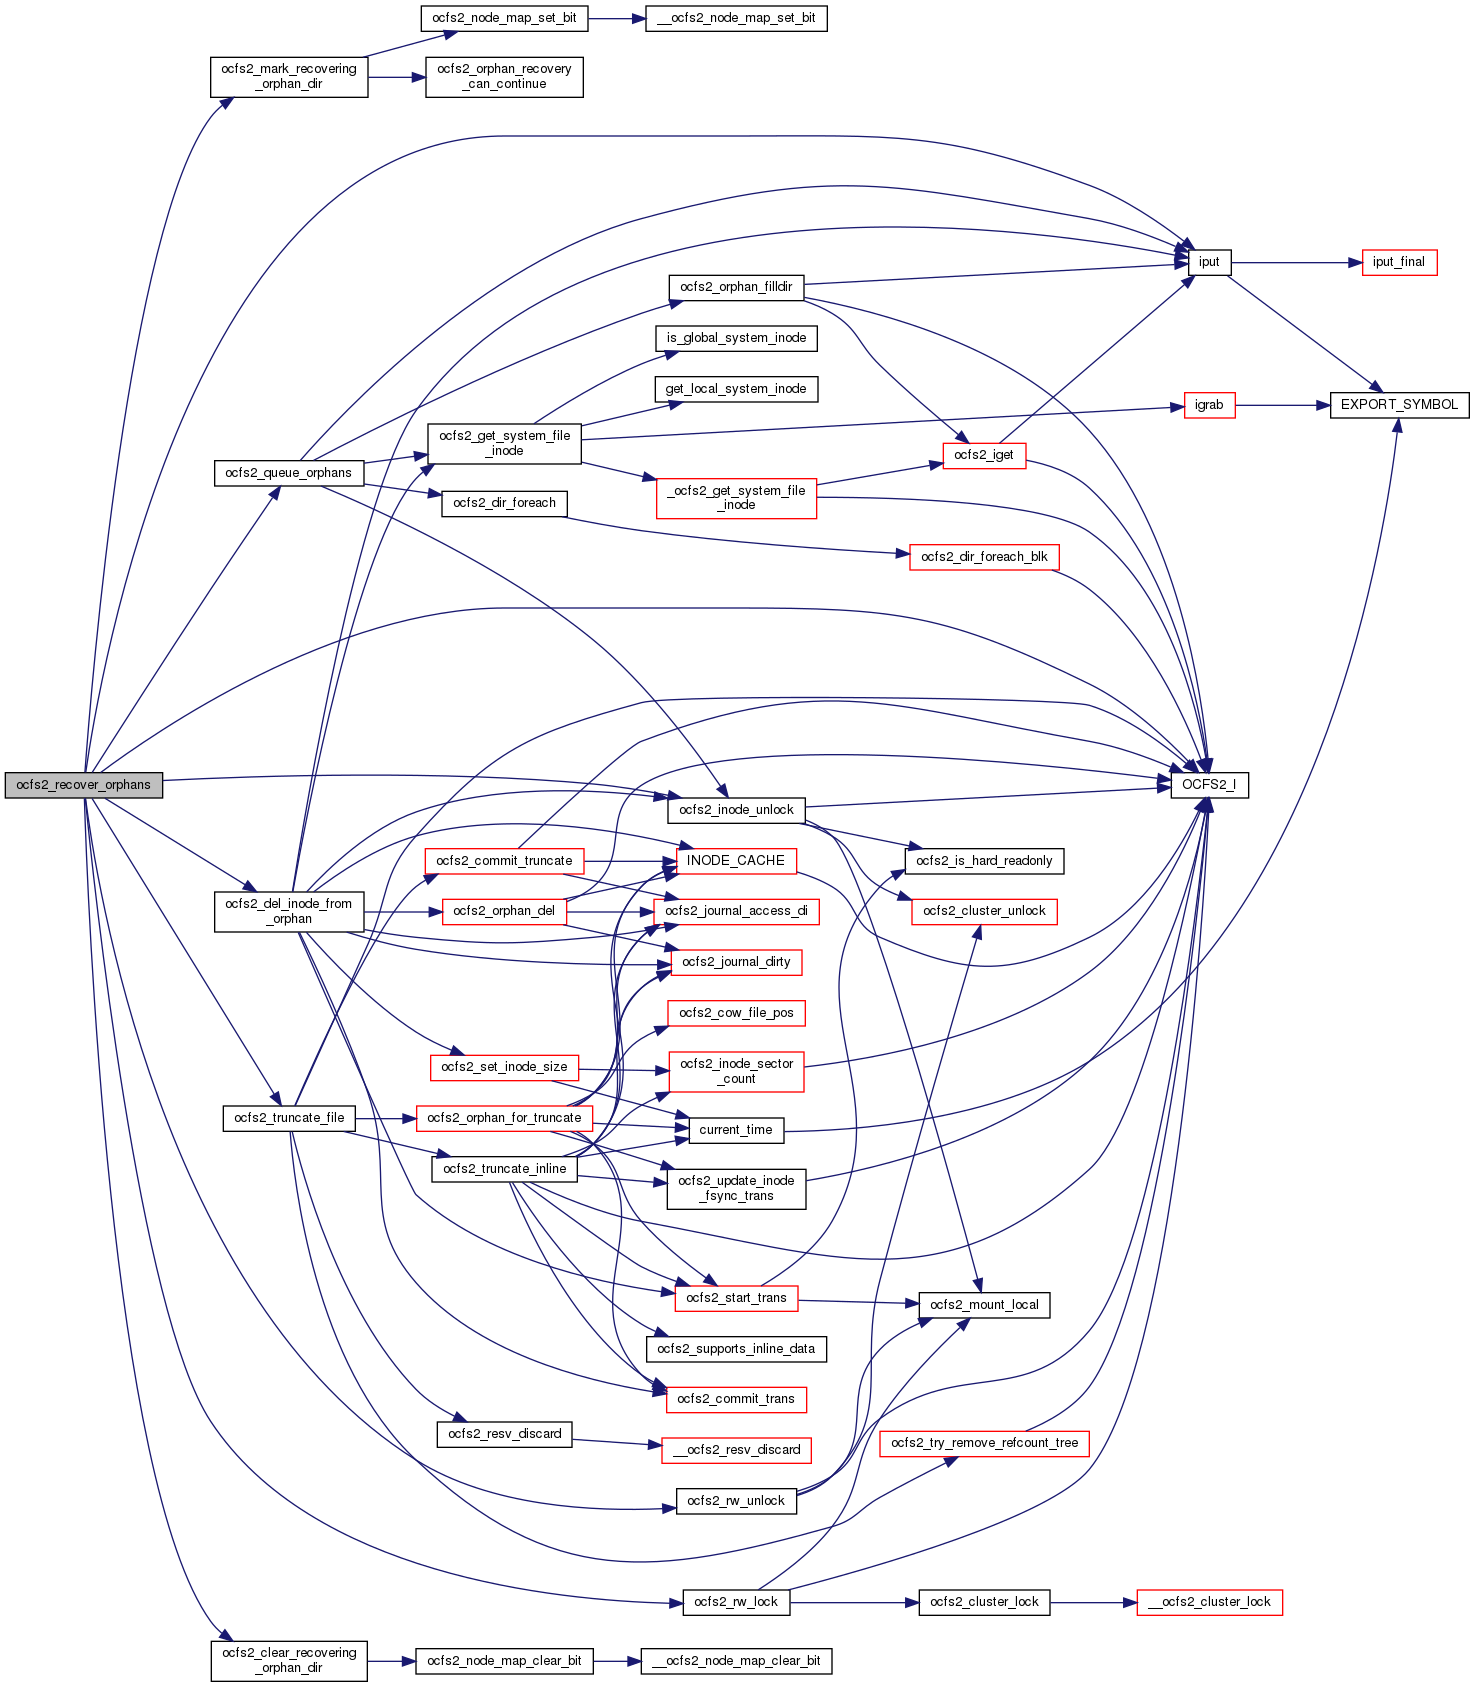 ocfs2_node_map_set_bit
__ocfs2_node_map_set_bit
ocfs2_mark_recovering
_orphan_dir
ocfs2_orphan_recovery
_can_continue
iput
iput_final
ocfs2_orphan_filldir
is_global_system_inode
get_local_system_inode
igrab
EXPORT_SYMBOL
ocfs2_get_system_file
_inode
ocfs2_iget
ocfs2_queue_orphans
_ocfs2_get_system_file
_inode
ocfs2_dir_foreach
ocfs2_dir_foreach_blk
ocfs2_recover_orphans
OCFS2_I
ocfs2_inode_unlock
ocfs2_commit_truncate
INODE_CACHE
ocfs2_is_hard_readonly
ocfs2_del_inode_from
_orphan
ocfs2_orphan_del
ocfs2_journal_access_di
ocfs2_cluster_unlock
ocfs2_journal_dirty
ocfs2_cow_file_pos
ocfs2_set_inode_size
ocfs2_inode_sector
_count
ocfs2_truncate_file
ocfs2_orphan_for_truncate
current_time
ocfs2_truncate_inline
ocfs2_update_inode
_fsync_trans
ocfs2_start_trans
ocfs2_mount_local
ocfs2_supports_inline_data
ocfs2_commit_trans
ocfs2_resv_discard
__ocfs2_resv_discard
ocfs2_try_remove_refcount_tree
ocfs2_rw_unlock
ocfs2_rw_lock
ocfs2_cluster_lock
__ocfs2_cluster_lock
ocfs2_clear_recovering
_orphan_dir
ocfs2_node_map_clear_bit
__ocfs2_node_map_clear_bit